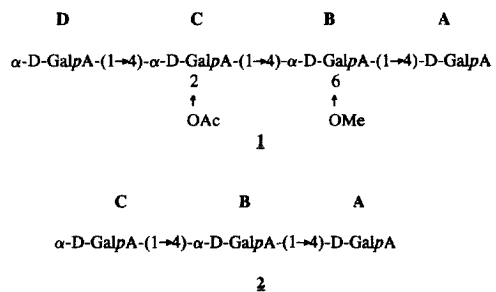 D C B A
α-D-GalpA-(1→4)-α-D-GalpA-(1→4)-α-D-GalpA-(1→4)-D-GalpA
2 6
↑ ↑
OAc OMe
1
C B A
α-D-GalpA-(1→4)-α-D-GalpA-(1→4)-D-GalpA
2